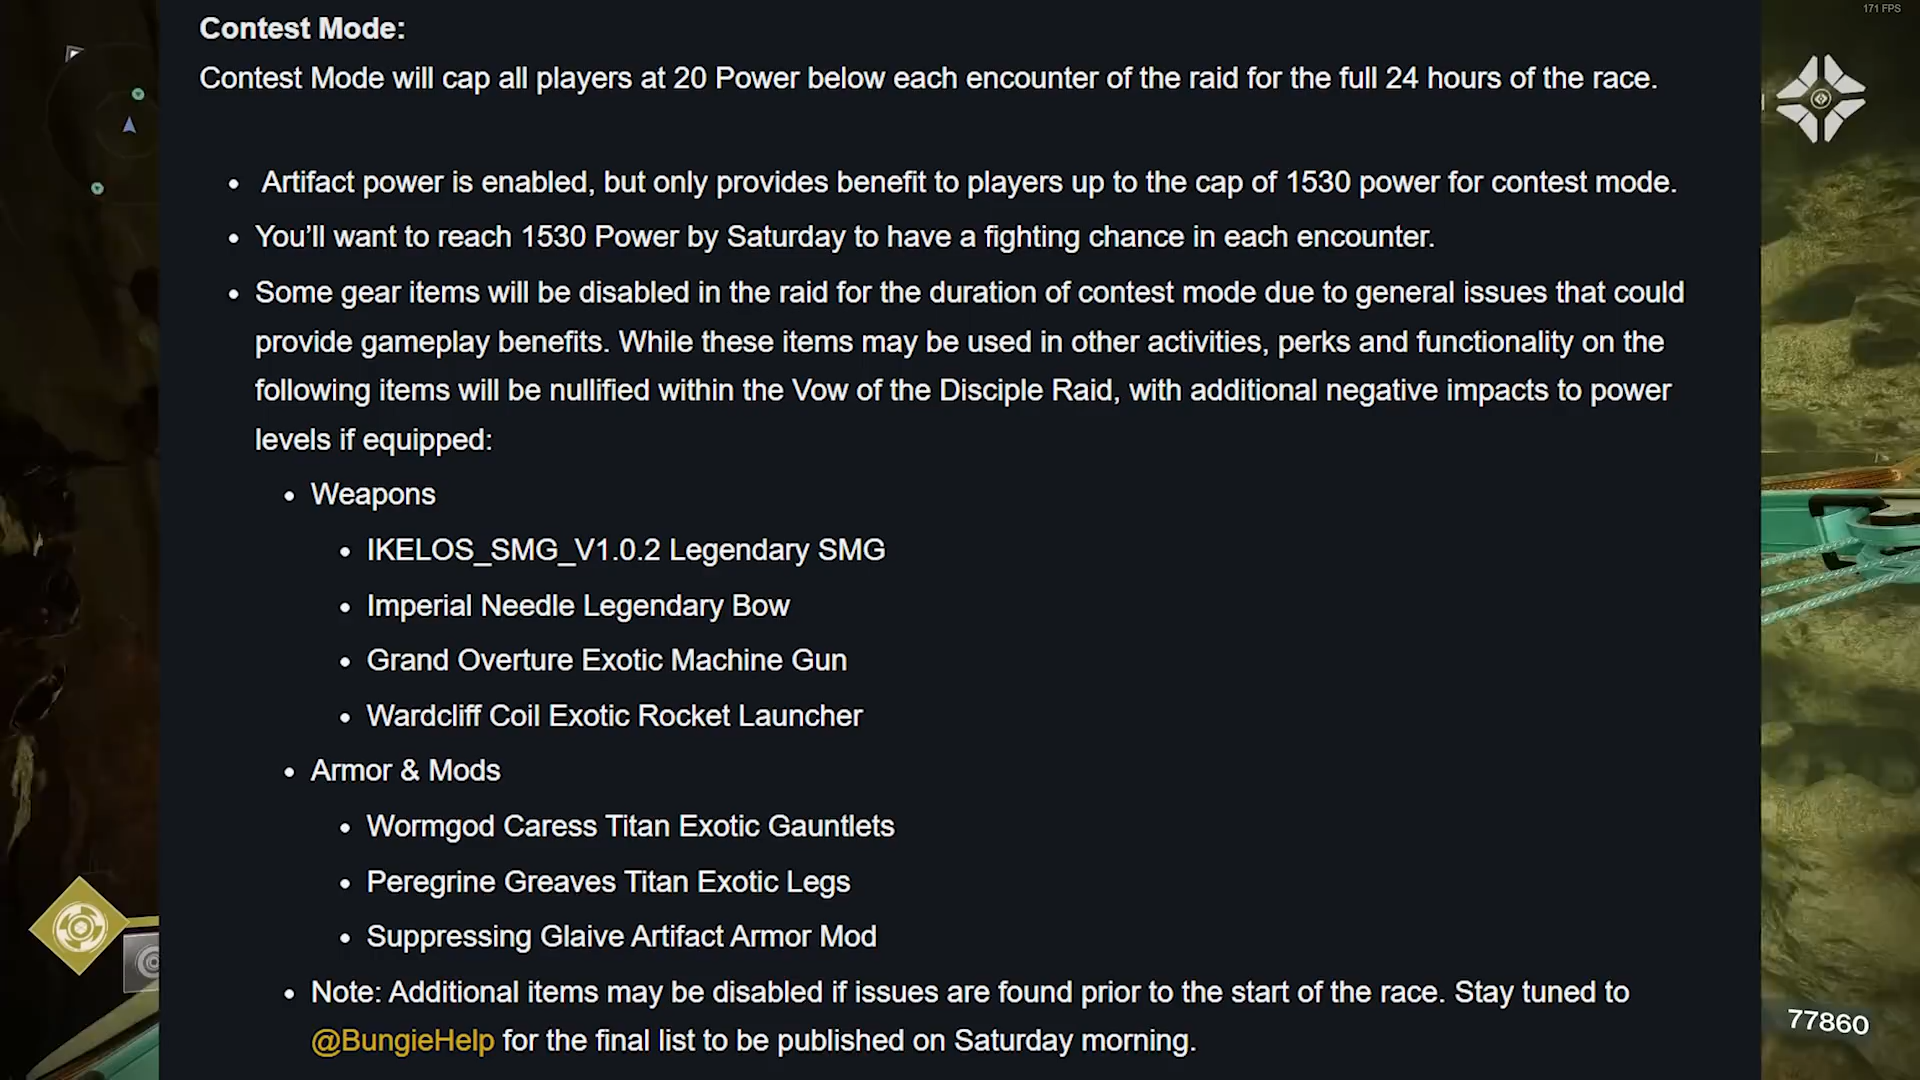 171 FPS
Contest Mode:
Contest Mode will cap all players at 20 Power below each encounter of the raid for the full 24 hours of the race.
Artifact power is enabled, but only provides benefit to players up to the cap of 1530 power for contest mode.
You’ll want to reach 1530 Power by Saturday to have a fighting chance in each encounter.
Some gear items will be disabled in the raid for the duration of contest mode due to general issues that could
provide gameplay benefits. While these items may be used in other activities, perks and functionality on the
following items will be nullified within the Vow of the Disciple Raid, with additional negative impacts to power
levels if equipped:
Weapons
IKELOS_SMG_V1.0.2 Legendary SMG
Imperial Needle Legendary Bow
Grand Overture Exotic Machine Gun
Wardcliff Coil Exotic Rocket Launcher
Armor & Mods
Wormgod Caress Titan Exotic Gauntlets
Peregrine Greaves Titan Exotic Legs
Suppressing Glaive Artifact Armor Mod
Note: Additional items may be disabled if issues are found prior to the start of the race. Stay tuned to
@BungieHelp for the final list to be published on Saturday morning.
77860